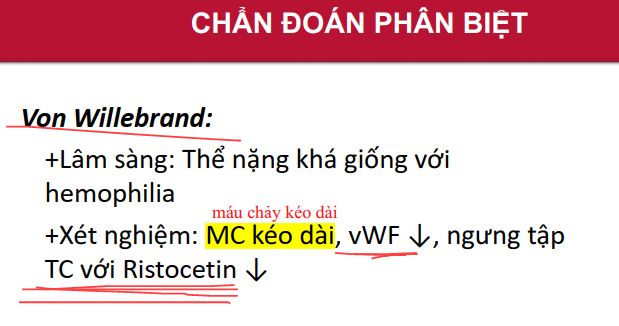 CHẨN ĐOÁN PHÂN BIỆT
Von Willebrand:
+Lâm sàng: Thể nặng khá giống với
hemophilia
máu chảy kéo dài
+Xét nghiệm: MC kéo dài, vWF ↓, ngưng tập
TC với Ristocetin ↓